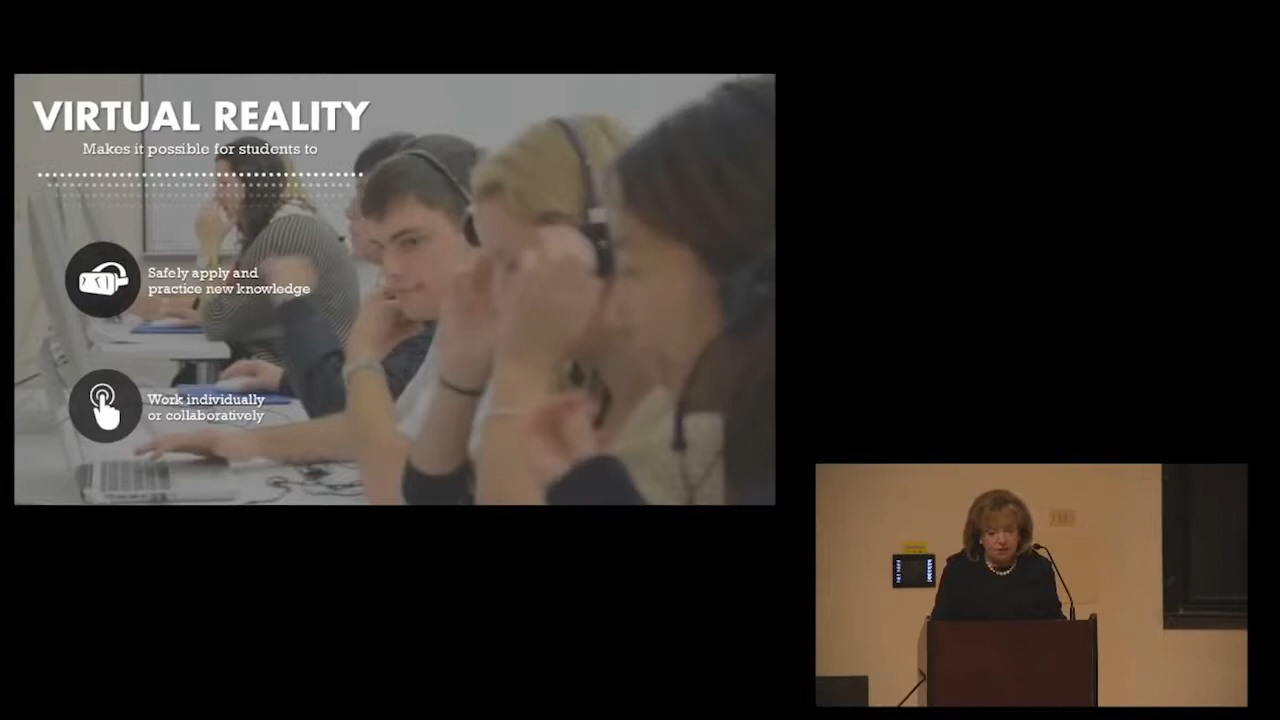 VIRTUAL REALITY
Makes it possible for students to
Safely apply and
practice new knowledge
Work individually
or collaboratively